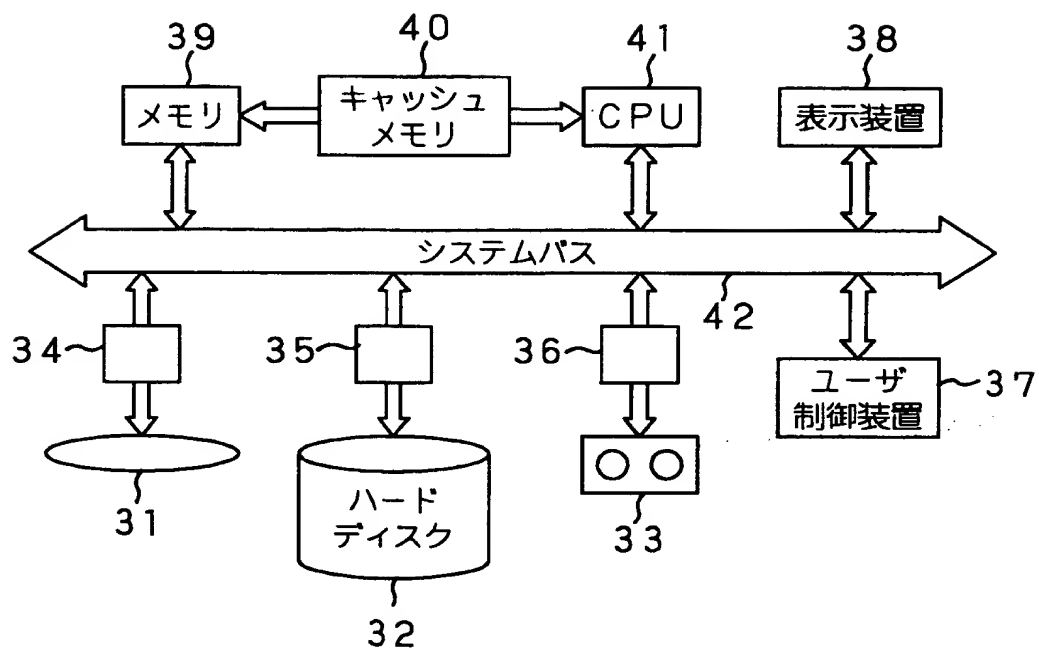 39
40
41
38
メモリ
キャッシュ
メモリ
CPU
表示装置
システムバス
42
34
35
36
37
ユーザ
制御装置
31
ハード
ディスク
32
33